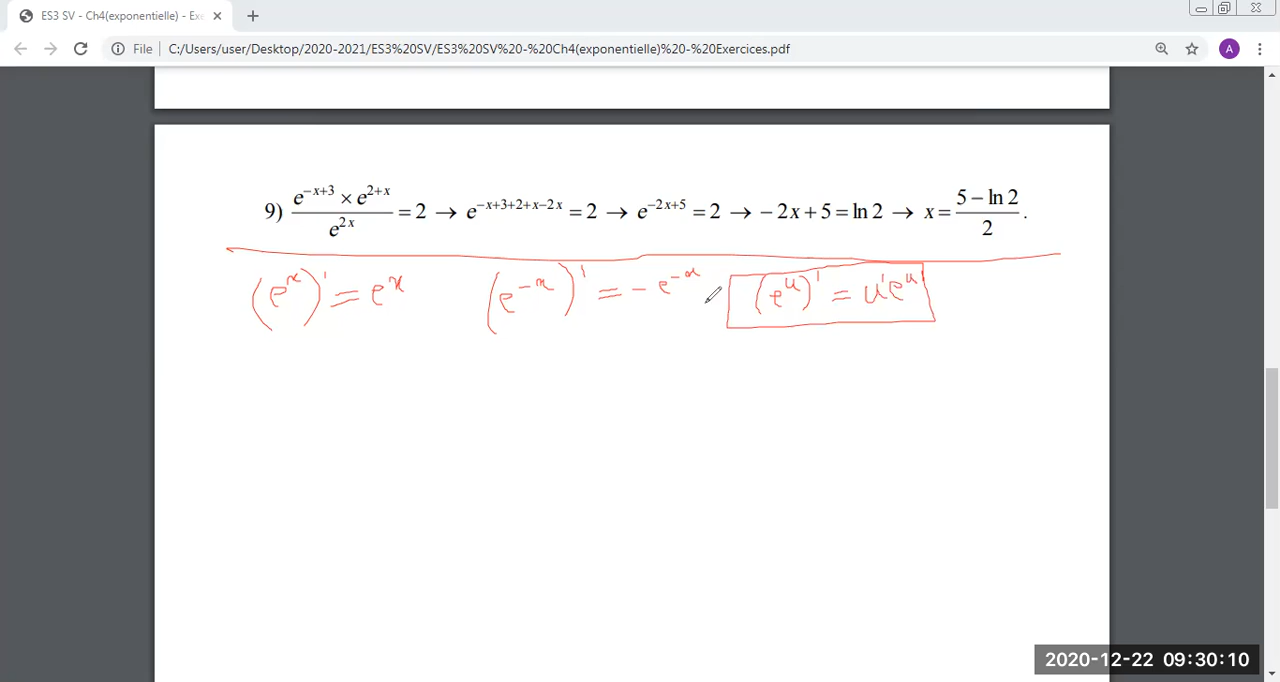 ES3 SV - Ch4(exponentielle) - Exe
File C:/Users/user/Desktop/2020-2021/ES3%20SV/ES3%20SV%20-%20Ch4(exponentielle)%20-%20Exercices.pdf
A
9) \frac{e^{-x+3} × e^{2+x}}{e^{2x}} = 2 → e^{-x+3+2+x-2x} = 2 → e^{-2x+5} = 2 → -2x + 5 = ln 2 → x = \frac{5 - ln 2}{2}.
(e^x)' = e^x (e^{-x})' = -e^{-x} (e^u)' = u'e^u
2020-12-22 09:30:10